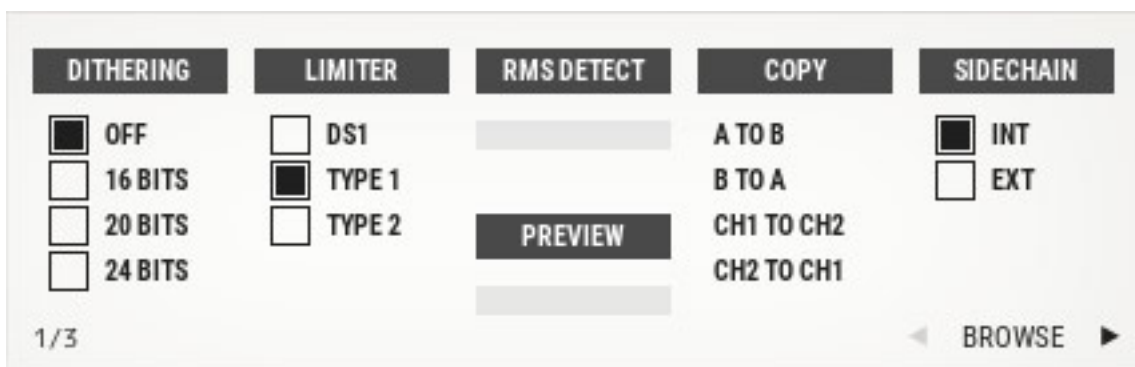 DITHERING
OFF
16 BITS
20 BITS
24 BITS
LIMITER
DS1
TYPE 1
TYPE 2
RMS DETECT
PREVIEW
COPY
A TO B
B TO A
CH1 TO CH2
CH2 TO CH1
SIDECHAIN
INT
EXT
1/3
BROWSE